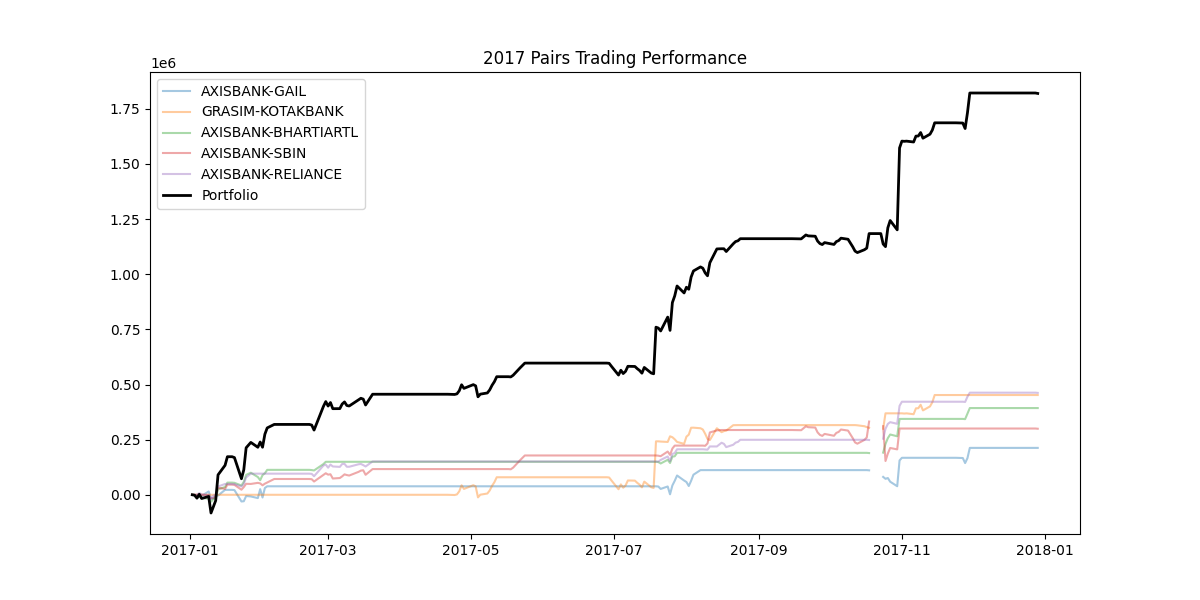 2017 Pairs Trading Performance
1e6
AXISBANK-GAIL
GRASIM-KOTAKBANK
AXISBANK-BHARTIARTL
AXISBANK-SBIN
AXISBANK-RELIANCE
Portfolio
1.75
1.50
1.25
1.00
0.75
0.50
0.25
0.00
2017-01 2017-03 2017-05 2017-07 2017-09 2017-11 2018-01